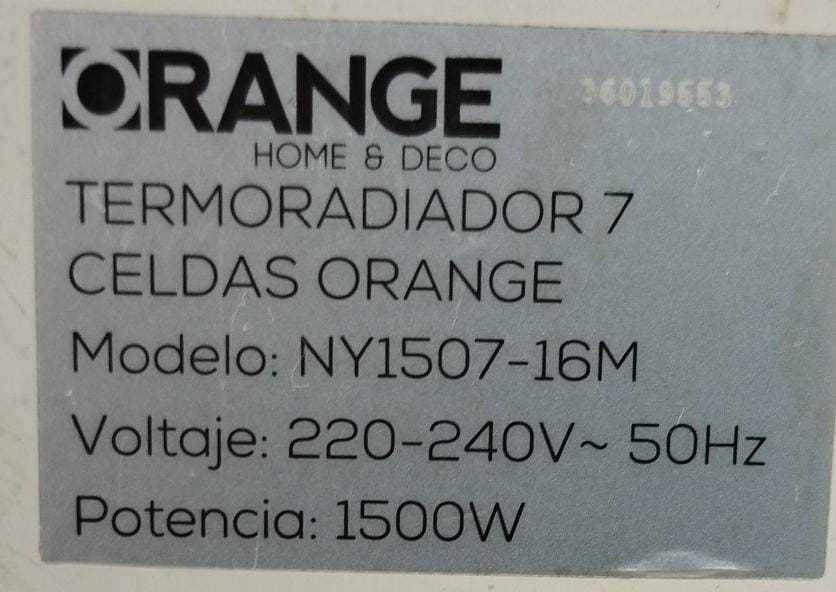 ORANGE
HOME & DECO
TERMORADIADOR 7
CELDAS ORANGE
Modelo: NY1507-16M
Voltaje: 220-240V~ 50Hz
Potencia: 1500W